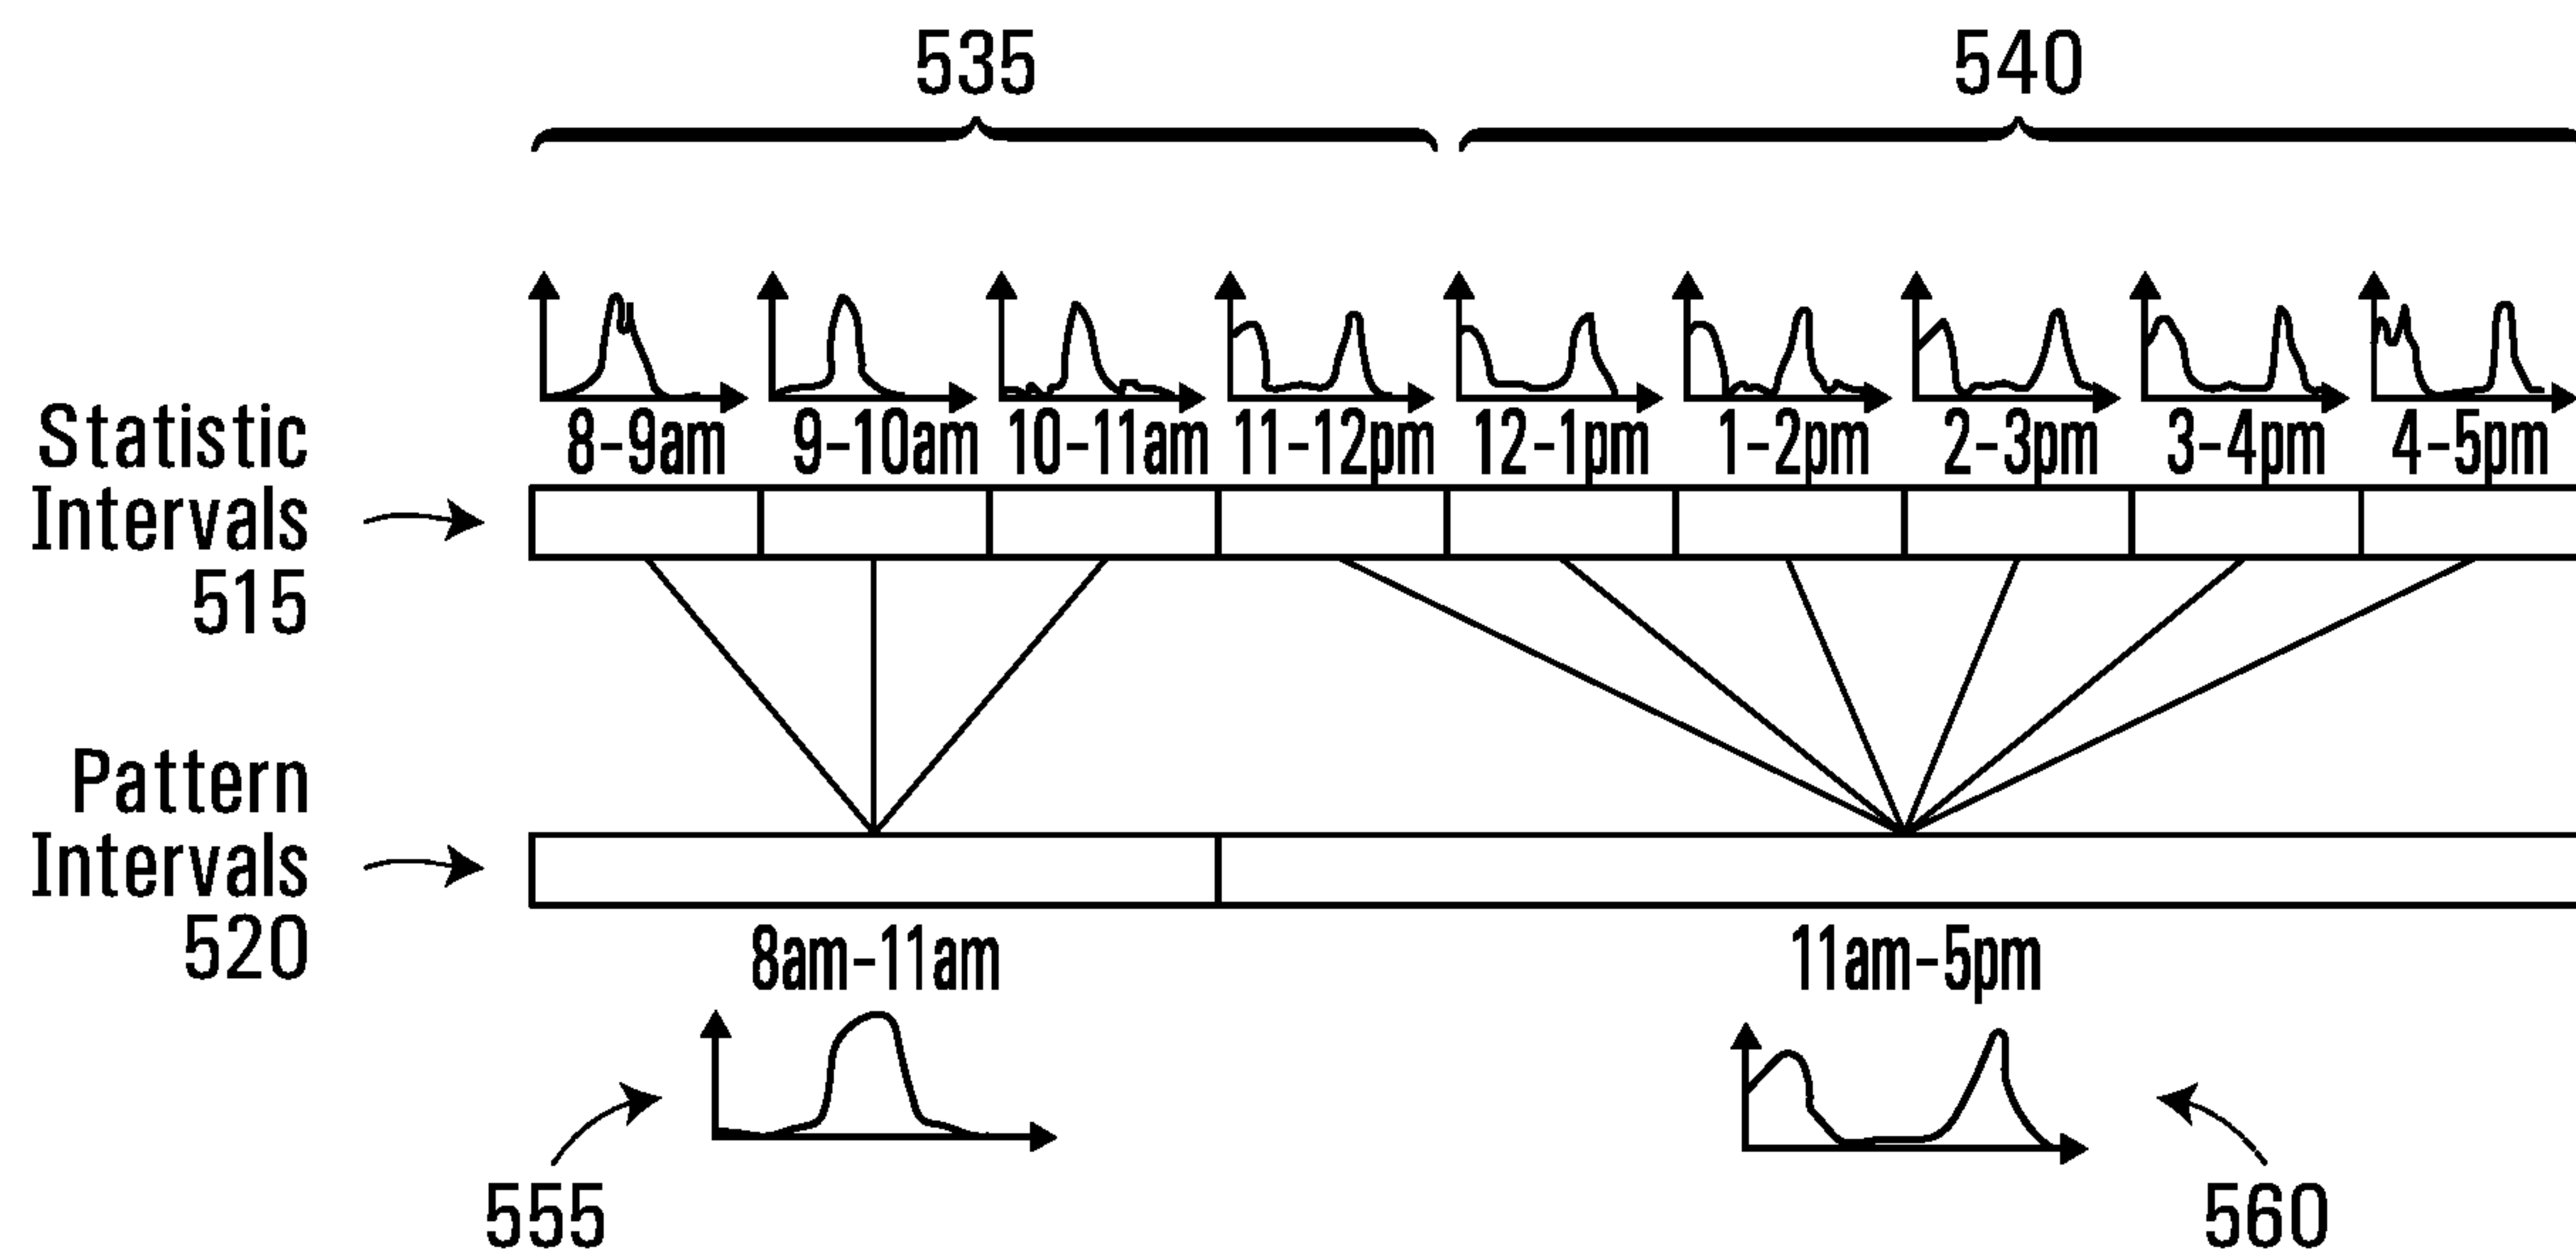 535
540
8-9am
9-10am
10-11am
11-12pm
12-1pm
1-2pm
2-3pm
3-4pm
4-5pm
Statistic
Intervals
515
Pattern
Intervals
520
8am-11am
11am-5pm
555
560